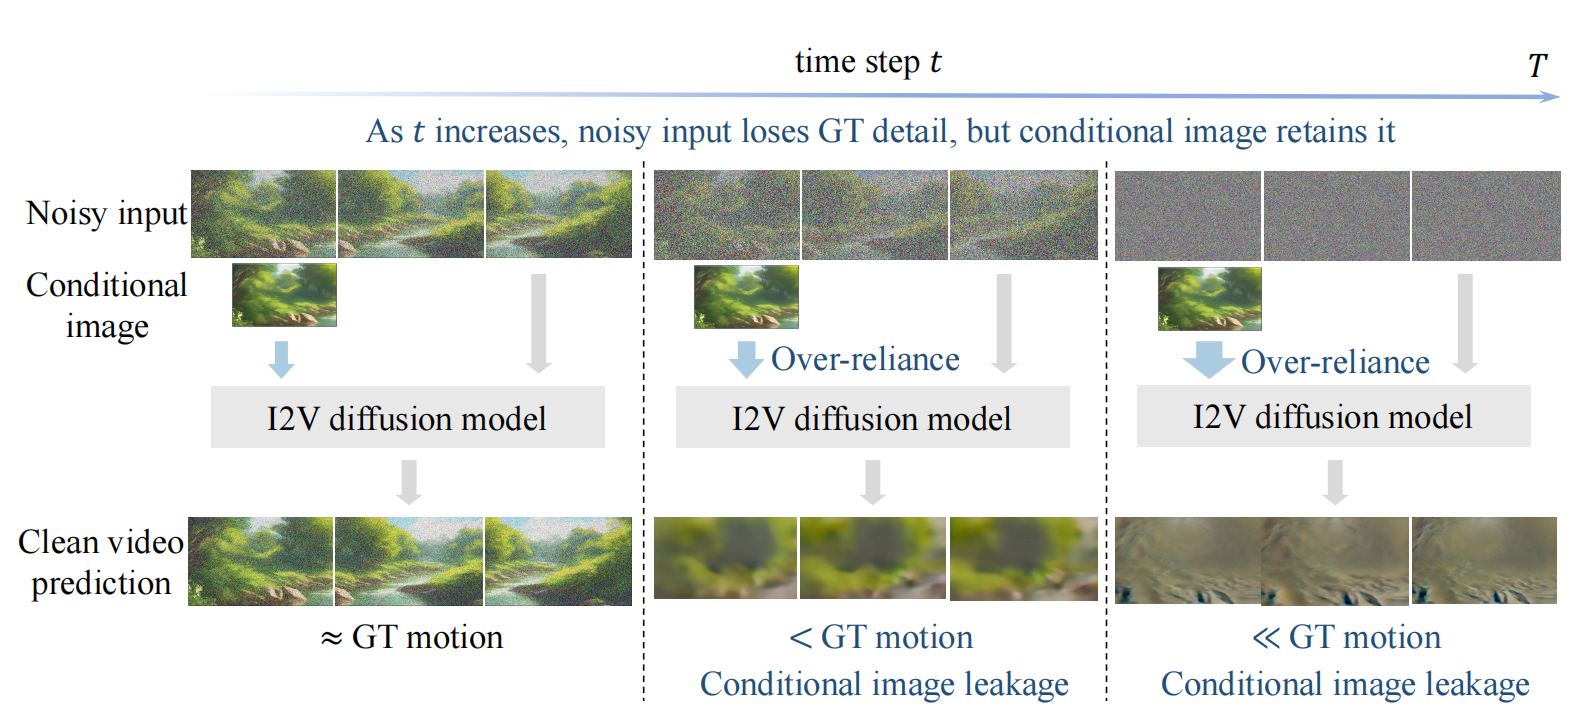 time step t
T
As t increases, noisy input loses GT detail, but conditional image retains it
Noisy input
Conditional
image
Over-reliance
Over-reliance
I2V diffusion model
I2V diffusion model
I2V diffusion model
Clean video
prediction
≈ GT motion
< GT motion
≪ GT motion
Conditional image leakage
Conditional image leakage